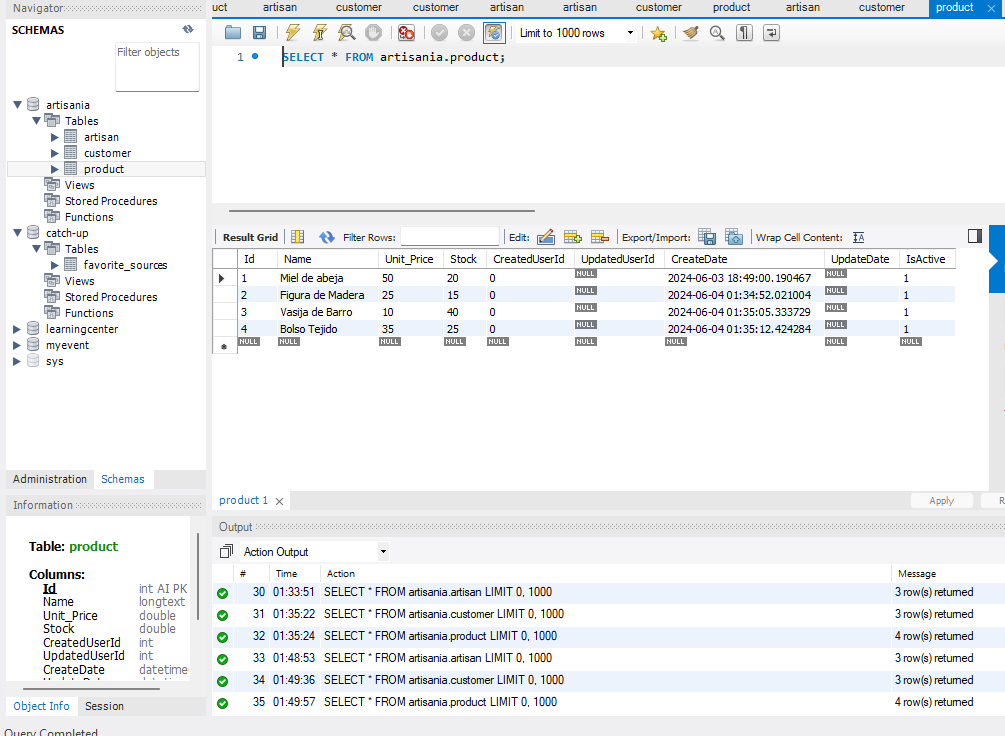 Navigator
SCHEMAS
Filter objects
artisania
Tables
artisan
customer
product
Views
Stored Procedures
Functions
catch-up
Tables
favorite_sources
Views
Stored Procedures
Functions
learningcenter
myevent
sys
Administration Schemas
Information
Table: product
Columns:
Id int AI PK
Name longtext
Unit_Price double
Stock double
CreatedUserId int
UpdatedUserId int
CreateDate datetime
Object Info Session
Query Completed
uct artisan customer customer artisan artisan customer product artisan customer product
Limit to 1000 rows
1 SELECT * FROM artisania.product;
Result Grid Filter Rows: Edit: Export/Import: Wrap Cell Content: IA
Id Name Unit_Price Stock CreatedUserId UpdatedUserId CreateDate UpdateDate IsActive
1 Miel de abeja 50 20 0 NULL 2024-06-03 18:49:00.190467 NULL 1
2 Figura de Madera 25 15 0 NULL 2024-06-04 01:34:52.021004 NULL 1
3 Vasija de Barro 10 40 0 NULL 2024-06-04 01:35:05.333729 NULL 1
4 Bolso Tejido 35 25 0 NULL 2024-06-04 01:35:12.424284 NULL 1
NULL NULL NULL NULL NULL NULL NULL NULL NULL
product 1 Apply R
Output
Action Output
# Time Action Message
30 01:33:51 SELECT * FROM artisania.artisan LIMIT 0, 1000 3 row(s) returned
31 01:35:22 SELECT * FROM artisania.customer LIMIT 0, 1000 3 row(s) returned
32 01:35:24 SELECT * FROM artisania.product LIMIT 0, 1000 4 row(s) returned
33 01:48:53 SELECT * FROM artisania.artisan LIMIT 0, 1000 3 row(s) returned
34 01:49:36 SELECT * FROM artisania.customer LIMIT 0, 1000 3 row(s) returned
35 01:49:57 SELECT * FROM artisania.product LIMIT 0, 1000 4 row(s) returned